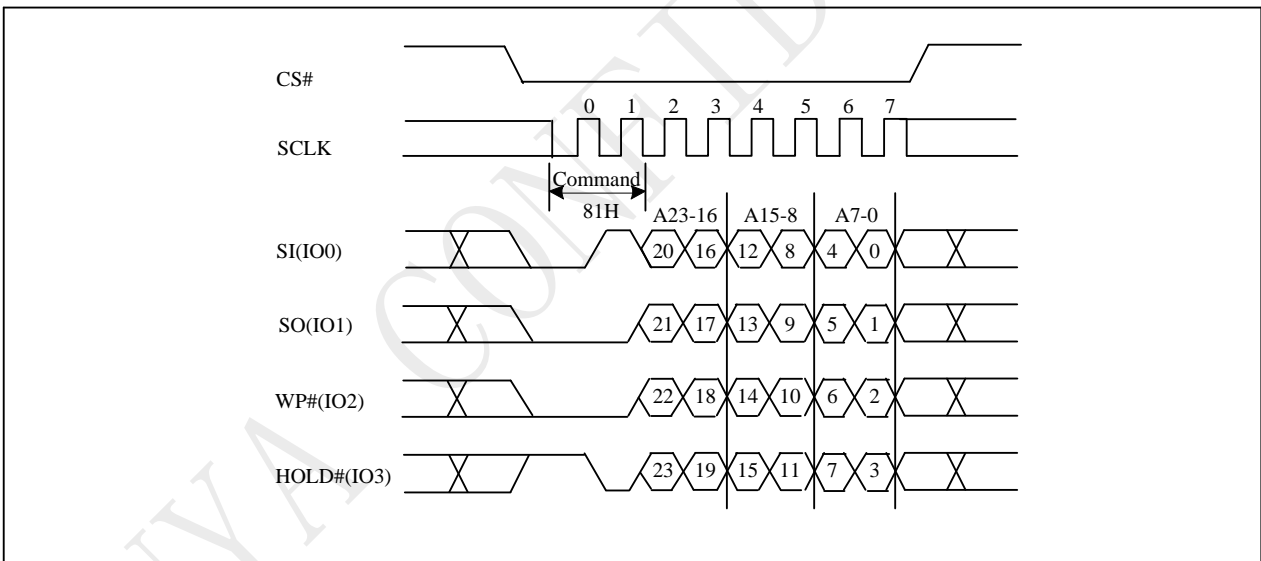 CS#
0 1 2 3 4 5 6 7
SCLK
Command
81H
A23-16 A15-8 A7-0
SI(IO0)
20 16 12 8 4 0
SO(IO1)
21 17 13 9 5 1
WP#(IO2)
22 18 14 10 6 2
HOLD#(IO3)
23 19 15 11 7 3